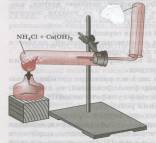 NH₄Cl + Ca(OH)₂